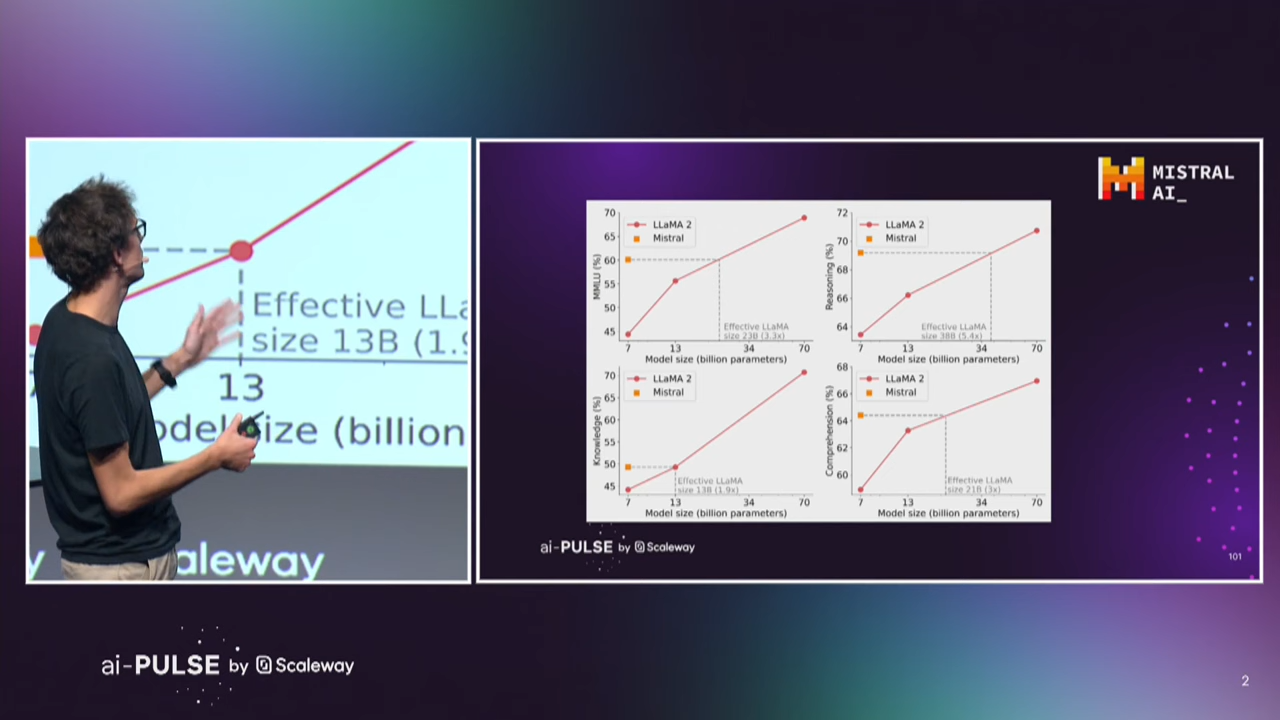 Effective LLa
size 13B (1.9
13
odel size (billion
y
aleway
MISTRAL
AI_
70
65
60
55
50
45
MMLU (%)
LLaMA 2
Mistral
Effective LLaMA
size 23B (3.3x)
7 13 34 70
Model size (billion parameters)
72
70
68
66
64
Reasoning (%)
LLaMA 2
Mistral
Effective LLaMA
size 38B (5.4x)
7 13 34 70
Model size (billion parameters)
70
65
60
55
50
45
Knowledge (%)
LLaMA 2
Mistral
Effective LLaMA
size 13B (1.9x)
7 13 34 70
Model size (billion parameters)
68
66
64
62
60
Comprehension (%)
LLaMA 2
Mistral
Effective LLaMA
size 21B (3x)
7 13 34 70
Model size (billion parameters)
ai-PULSE by Scaleway
101
ai-PULSE by Scaleway
2